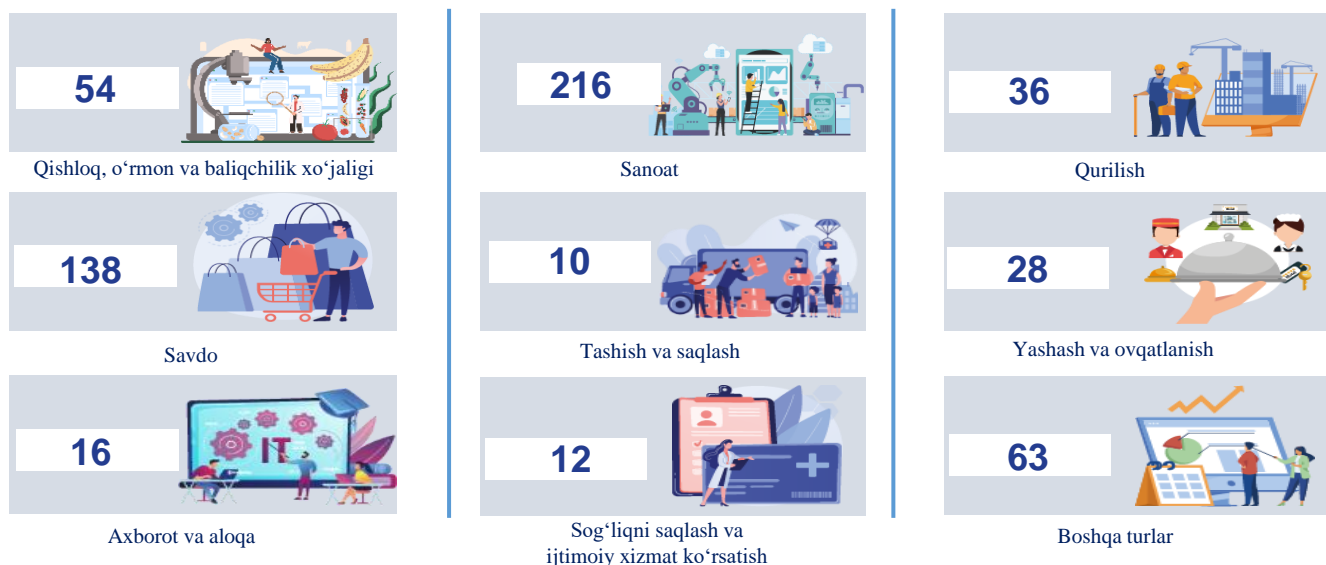 54
Qishloq, o‘rmon va baliqchilik xo‘jaligi
216
Sanoat
36
Qurilish
138
Savdo
10
Tashish va saqlash
28
Yashash va ovqatlanish
16
IT
Axborot va aloqa
12
Sog‘liqni saqlash va
ijtimoiy xizmat ko‘rsatish
63
Boshqa turlar